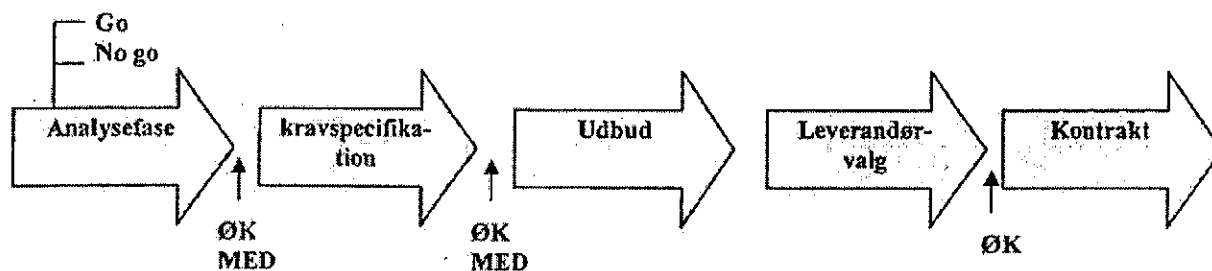 Go
No go
Analysefase
kravspecifika-
tion
Udbud
Leverandør-
valg
Kontrakt
ØK
MED
ØK
MED
ØK